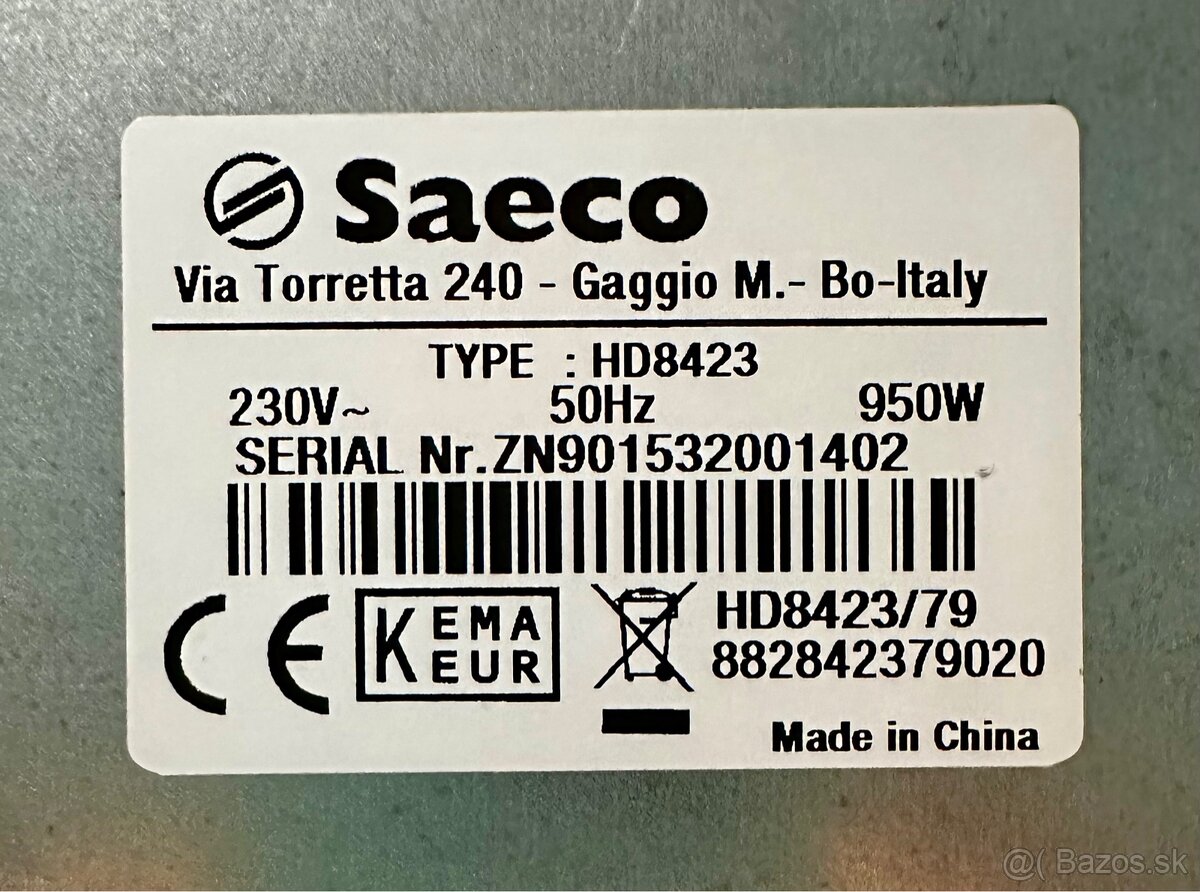 Saeco
Via Torretta 240 - Gaggio M.- Bo-Italy
TYPE : HD8423
230V~ 50Hz 950W
SERIAL Nr.ZN901532001402
CE KEMA EUR HD8423/79
882842379020
Made in China
@( Bazos.sk